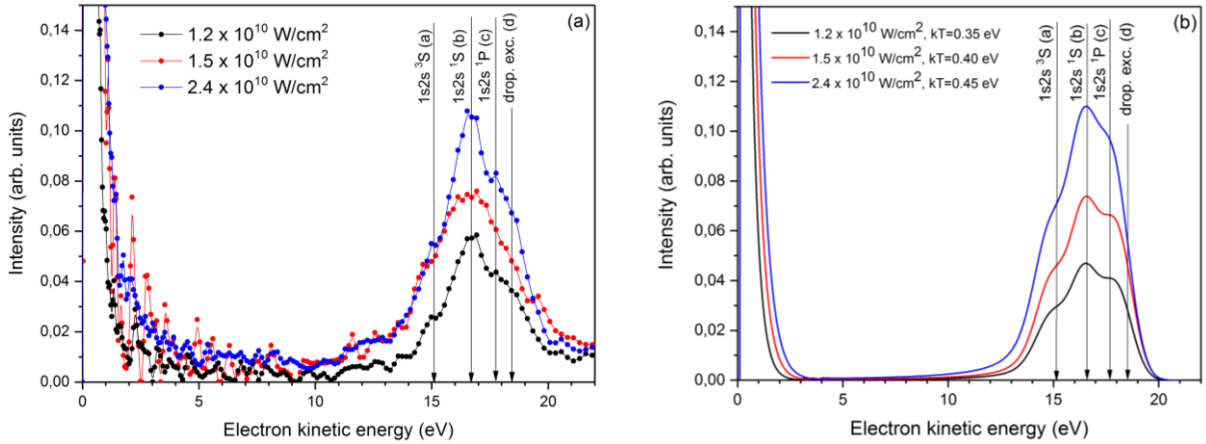 (a)
1.2 x 10^10 W/cm^2
1.5 x 10^10 W/cm^2
2.4 x 10^10 W/cm^2
1s2s ^3S (a)
1s2s ^1S (b)
1s2s ^1P (c)
drop. exc. (d)
Intensity (arb. units)
0,14
0,12
0,10
0,08
0,06
0,04
0,02
0,00
0
5
10
15
20
Electron kinetic energy (eV)
(b)
1.2 x 10^10 W/cm^2, kT=0.35 eV
1.5 x 10^10 W/cm^2, kT=0.40 eV
2.4 x 10^10 W/cm^2, kT=0.45 eV
1s2s ^3S (a)
1s2s ^1S (b)
1s2s ^1P (c)
drop. exc. (d)
Intensity (arb. units)
0,14
0,12
0,10
0,08
0,06
0,04
0,02
0,00
0
5
10
15
20
Electron kinetic energy (eV)